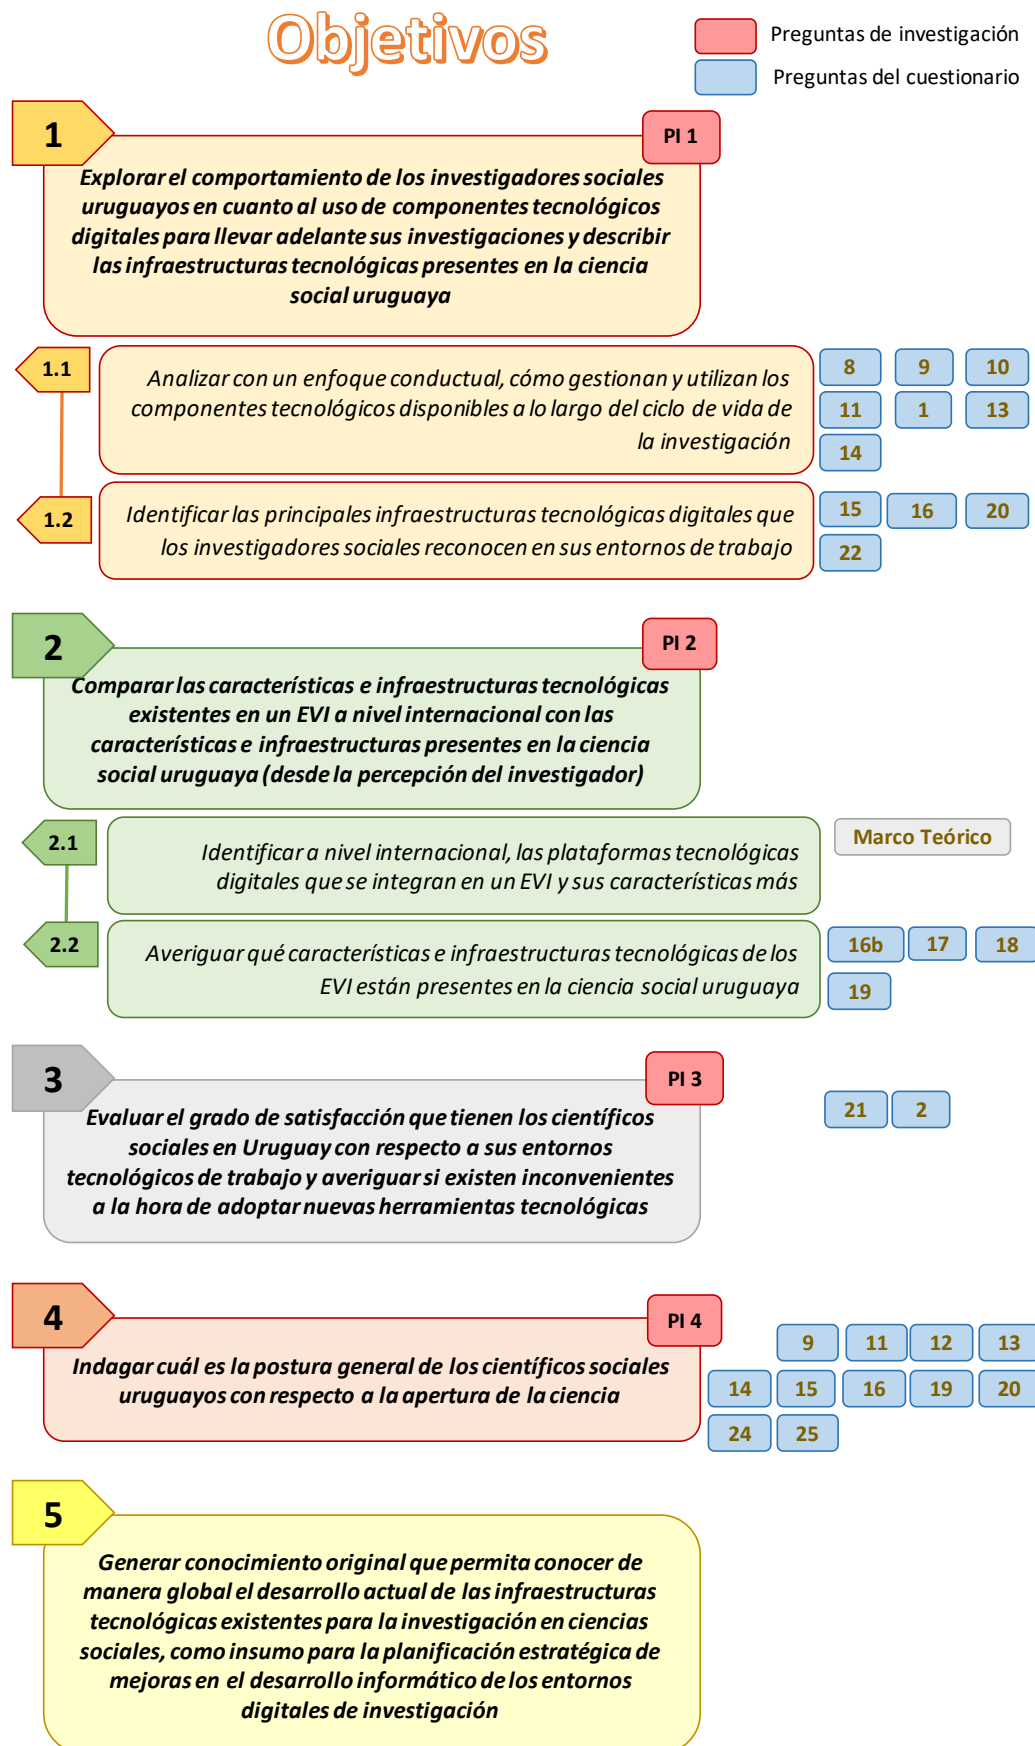 Objetivos
Preguntas de investigación
Preguntas del cuestionario
1
PI 1
Explorar el comportamiento de los investigadores sociales
uruguayos en cuanto al uso de componentes tecnológicos
digitales para llevar adelante sus investigaciones y describir
las infraestructuras tecnológicas presentes en la ciencia
social uruguaya
1.1
Analizar con un enfoque conductual, cómo gestionan y utilizan los
componentes tecnológicos disponibles a lo largo del ciclo de vida de
la investigación
8 9 10
11 1 13
14
1.2
Identificar las principales infraestructuras tecnológicas digitales que
los investigadores sociales reconocen en sus entornos de trabajo
15 16 20
22
2
PI 2
Comparar las características e infraestructuras tecnológicas
existentes en un EVI a nivel internacional con las
características e infraestructuras presentes en la ciencia
social uruguaya (desde la percepción del investigador)
2.1
Identificar a nivel internacional, las plataformas tecnológicas
digitales que se integran en un EVI y sus características más
Marco Teórico
2.2
Averiguar qué características e infraestructuras tecnológicas de los
EVI están presentes en la ciencia social uruguaya
16b 17 18
19
3
PI 3
Evaluar el grado de satisfacción que tienen los científicos
sociales en Uruguay con respecto a sus entornos
tecnológicos de trabajo y averiguar si existen inconvenientes
a la hora de adoptar nuevas herramientas tecnológicas
21 2
4
PI 4
Indagar cuál es la postura general de los científicos sociales
uruguayos con respecto a la apertura de la ciencia
9 11 12 13
14 15 16 19 20
24 25
5
Generar conocimiento original que permita conocer de
manera global el desarrollo actual de las infraestructuras
tecnológicas existentes para la investigación en ciencias
sociales, como insumo para la planificación estratégica de
mejoras en el desarrollo informático de los entornos
digitales de investigación